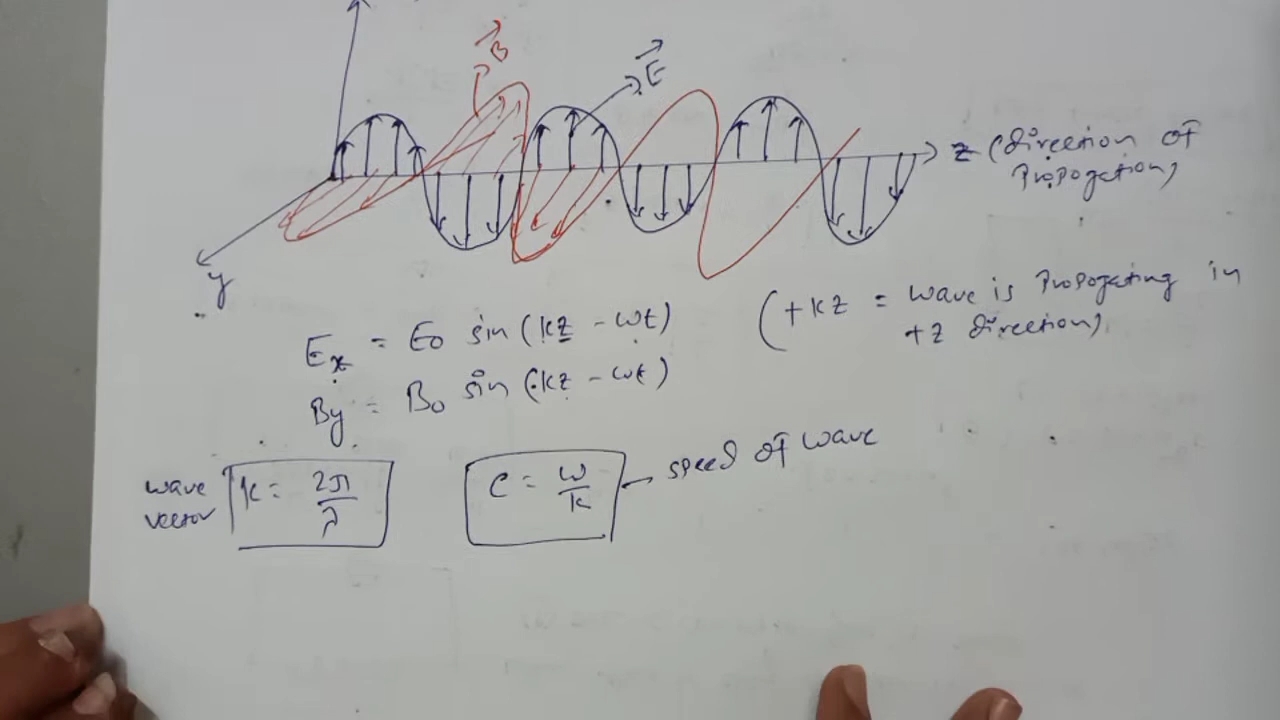 B⃗
E⃗
z (direction of
Propogation)
y
Eₓ = E₀ sin (kz - ωt)
(+kz = wave is Propogating in
+z direction)
By = B₀ sin (kz - ωt)
wave
vector
k = 2π/λ
c = ω/k
speed of wave